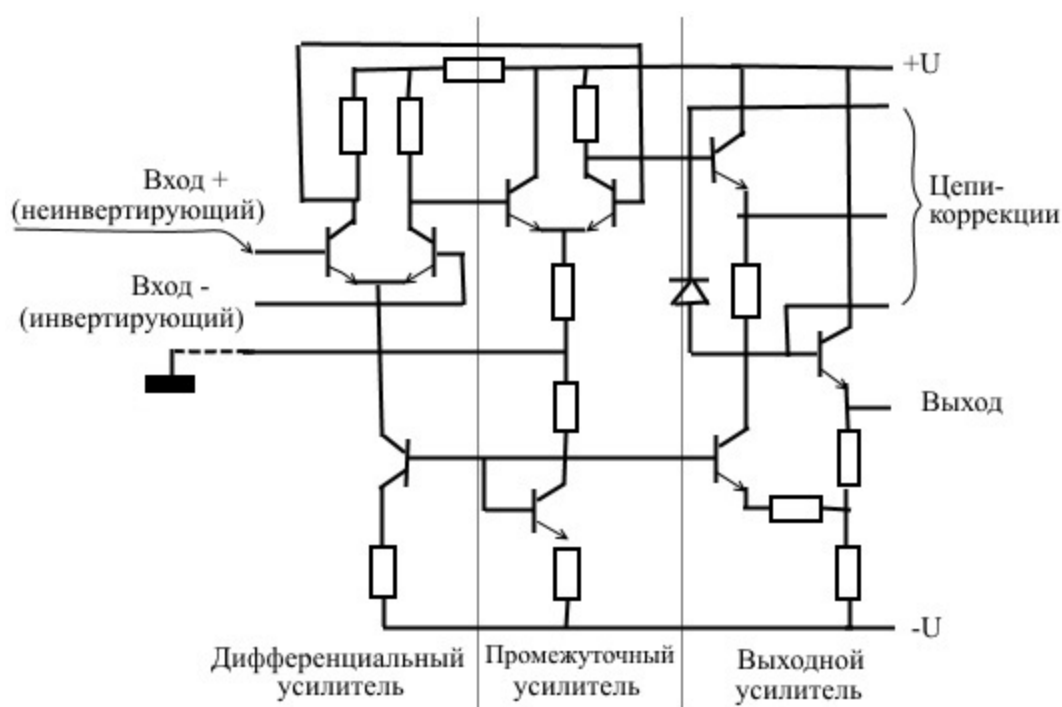 +U
Цепи-
коррекции
Вход +
(неинвертирующий)
Вход -
(инвертирующий)
Выход
-U
Дифференциальный
усилитель
Промежуточный
усилитель
Выходной
усилитель